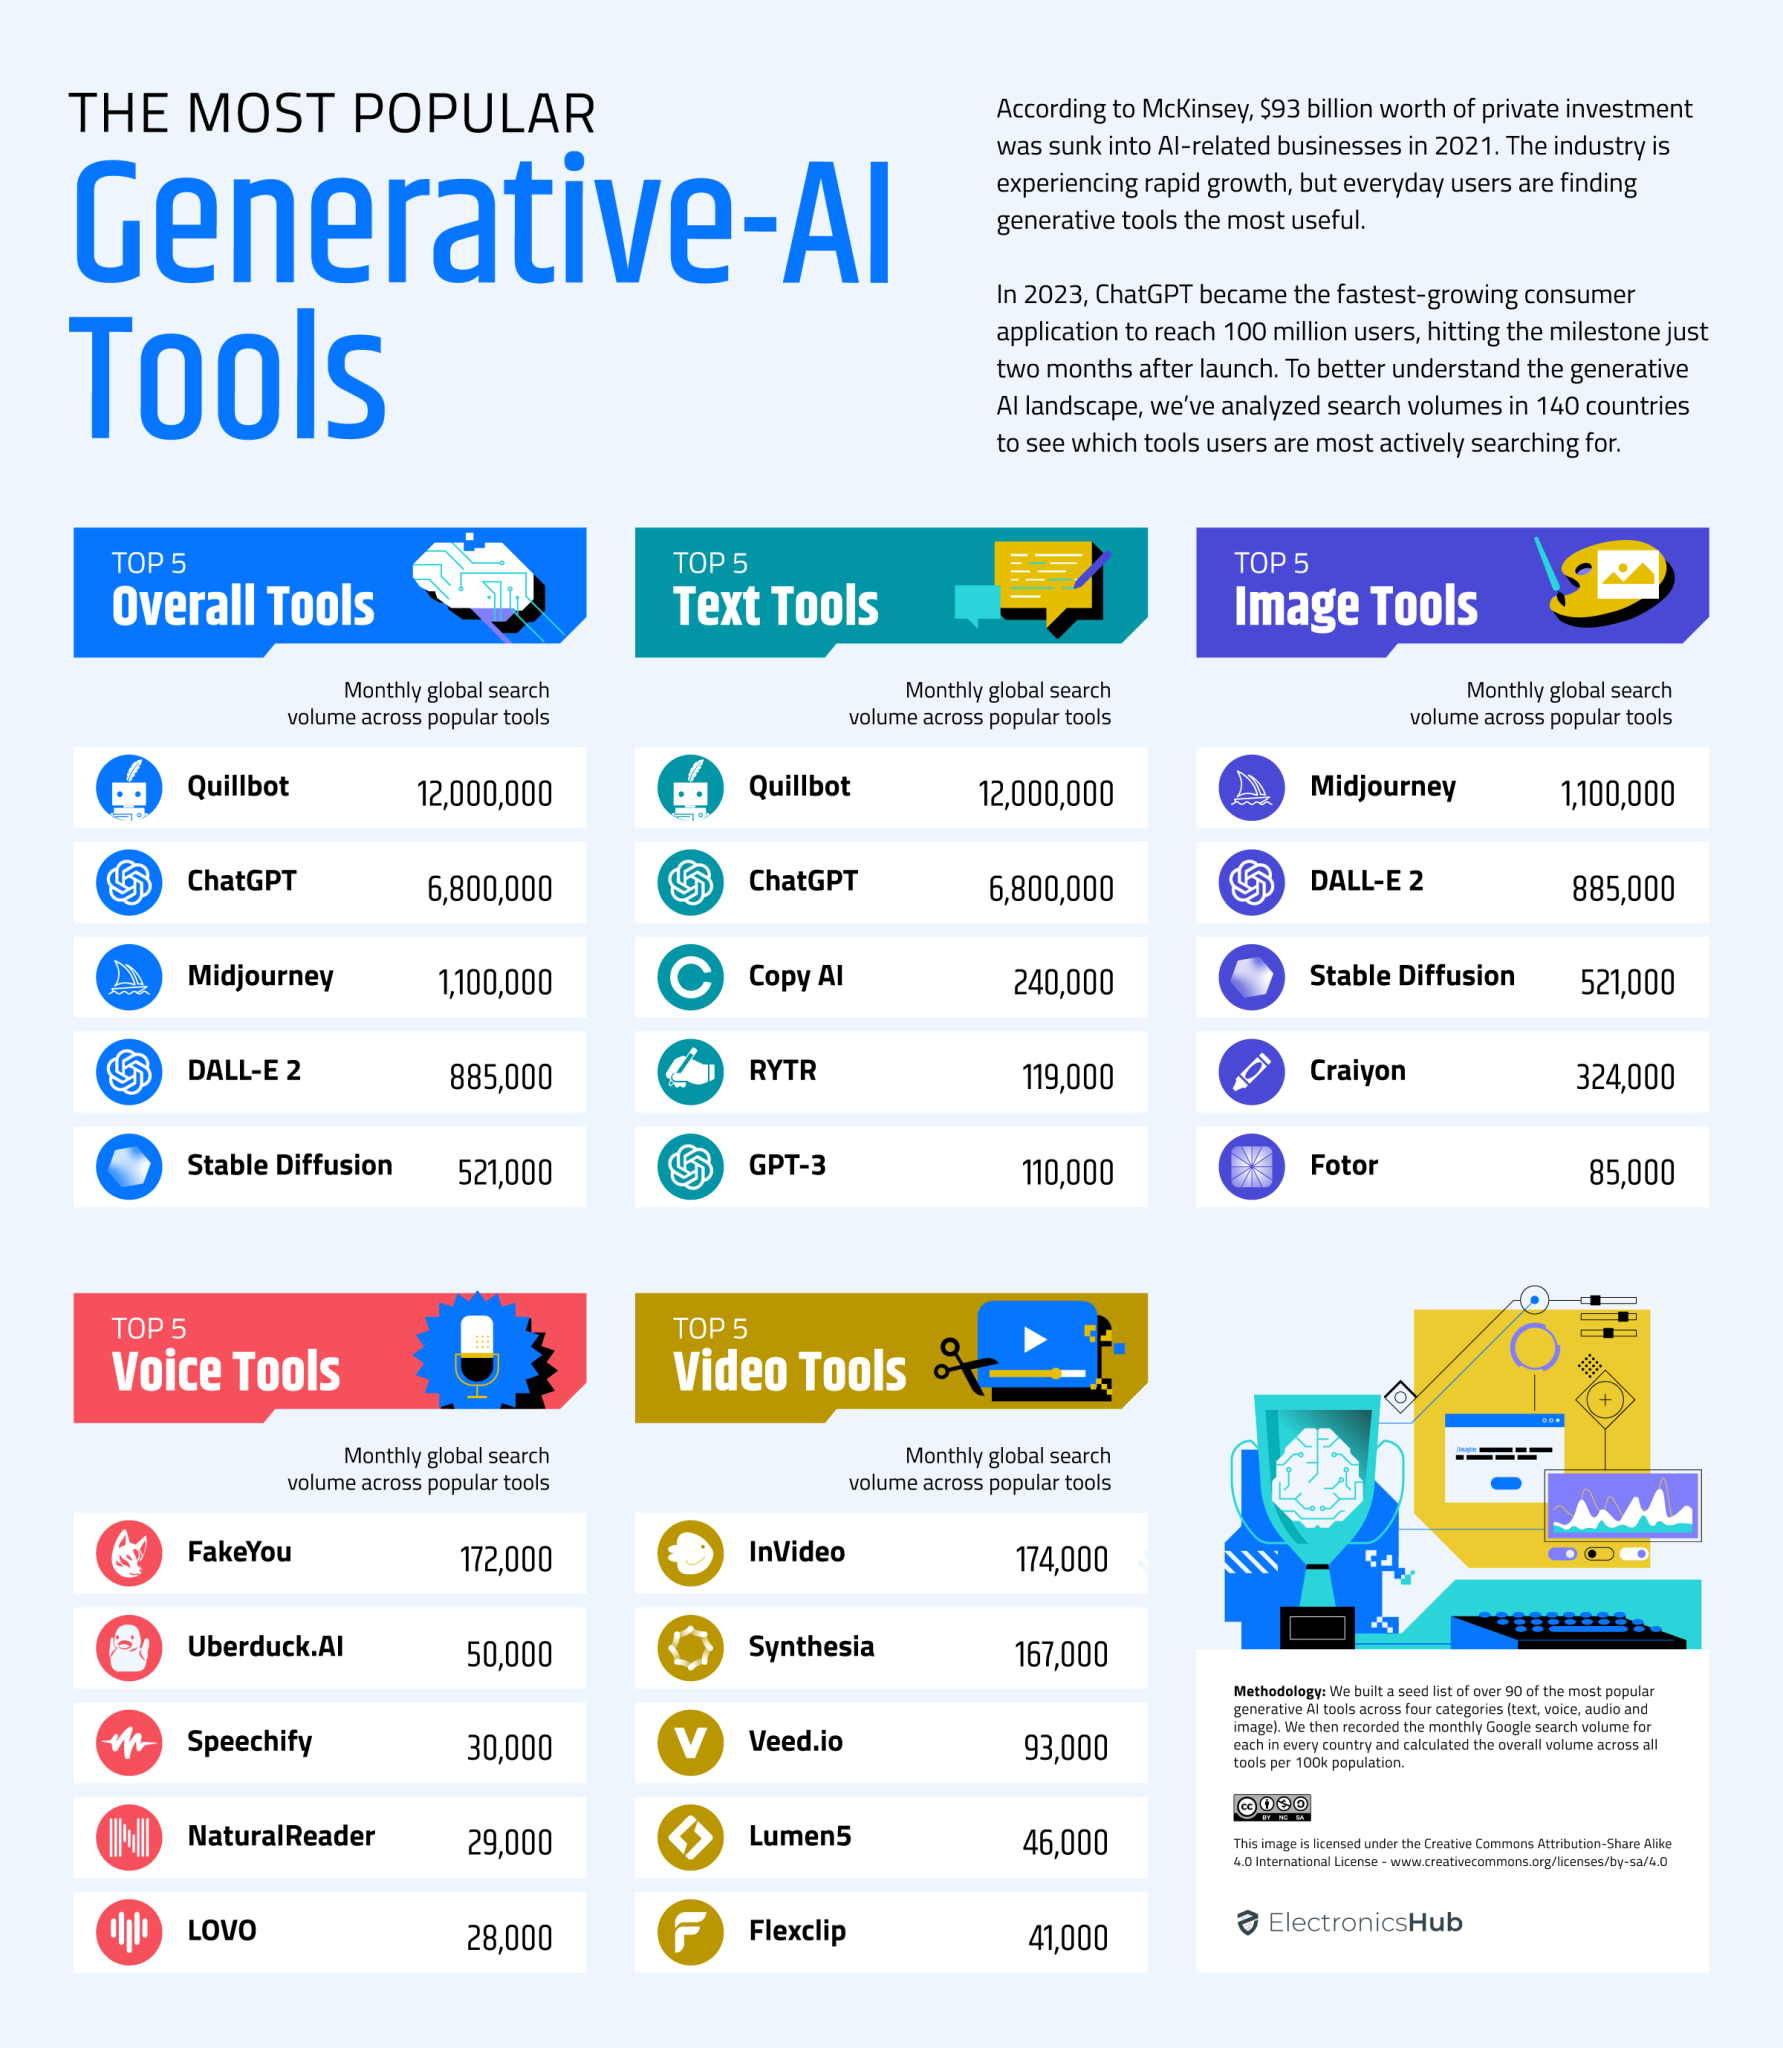 THE MOST POPULAR
Generative-AI
Tools
According to McKinsey, $93 billion worth of private investment
was sunk into AI-related businesses in 2021. The industry is
experiencing rapid growth, but everyday users are finding
generative tools the most useful.
In 2023, ChatGPT became the fastest-growing consumer
application to reach 100 million users, hitting the milestone just
two months after launch. To better understand the generative
AI landscape, we've analyzed search volumes in 140 countries
to see which tools users are most actively searching for.
TOP 5
Overall Tools
Monthly global search
volume across popular tools
Quillbot 12,000,000
ChatGPT 6,800,000
Midjourney 1,100,000
DALL-E 2 885,000
Stable Diffusion 521,000
TOP 5
Text Tools
Monthly global search
volume across popular tools
Quillbot 12,000,000
ChatGPT 6,800,000
Copy AI 240,000
RYTR 119,000
GPT-3 110,000
TOP 5
Image Tools
Monthly global search
volume across popular tools
Midjourney 1,100,000
DALL-E 2 885,000
Stable Diffusion 521,000
Craiyon 324,000
Fotor 85,000
TOP 5
Voice Tools
Monthly global search
volume across popular tools
FakeYou 172,000
Uberduck.AI 50,000
Speechify 30,000
NaturalReader 29,000
LOVO 28,000
TOP 5
Video Tools
Monthly global search
volume across popular tools
InVideo 174,000
Synthesia 167,000
Veed.io 93,000
Lumen5 46,000
Flexclip 41,000
/imagine
Methodology: We built a seed list of over 90 of the most popular
generative AI tools across four categories (text, voice, audio and
image). We then recorded the monthly Google search volume for
each in every country and calculated the overall volume across all
tools per 100k population.
cc BY NC SA
This image is licensed under the Creative Commons Attribution-Share Alike
4.0 International License - www.creativecommons.org/licenses/by-sa/4.0
ElectronicsHub